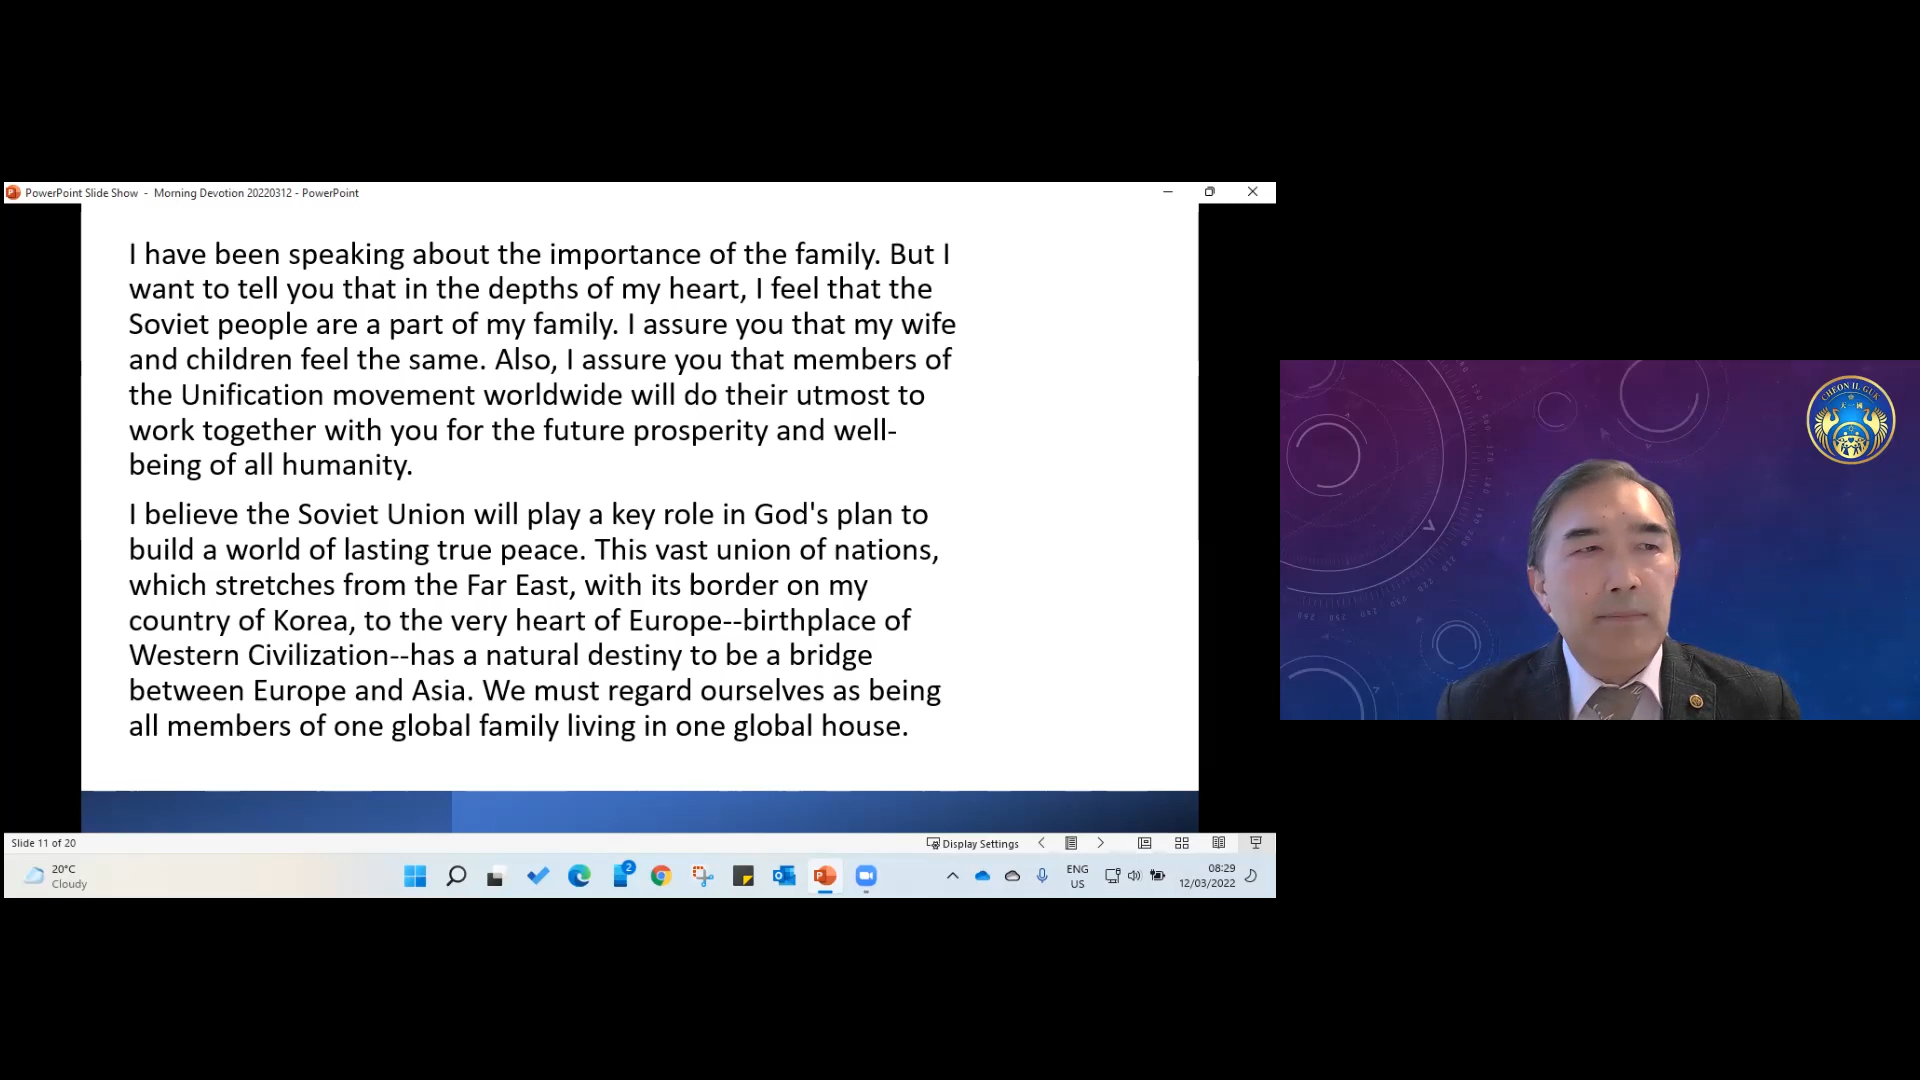 PowerPoint Slide Show - Morning Devotion 20220312 - PowerPoint
I have been speaking about the importance of the family. But I
want to tell you that in the depths of my heart, I feel that the
Soviet people are a part of my family. I assure you that my wife
and children feel the same. Also, I assure you that members of
the Unification movement worldwide will do their utmost to
work together with you for the future prosperity and well-
being of all humanity.
I believe the Soviet Union will play a key role in God's plan to
build a world of lasting true peace. This vast union of nations,
which stretches from the Far East, with its border on my
country of Korea, to the very heart of Europe--birthplace of
Western Civilization--has a natural destiny to be a bridge
between Europe and Asia. We must regard ourselves as being
all members of one global family living in one global house.
CHEON IL GUK
Slide 11 of 20
Display Settings
20°C
Cloudy
2
ENG
US
08:29
12/03/2022